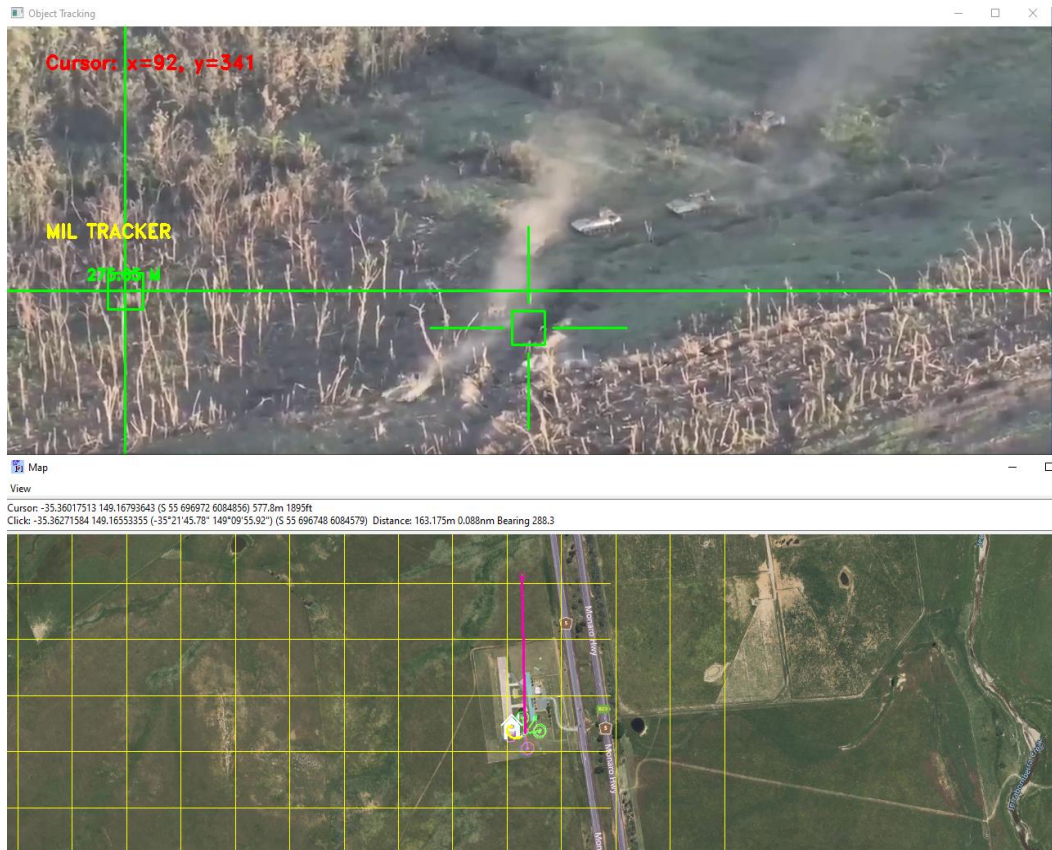 Object Tracking
Cursor: x=92, y=341
MIL TRACKER
Map
View
Cursor: -35.36017513 149.16793643 (S 55 696972 6084856) 577.8m 1895ft
Click: -35.36271584 149.16553355 (-35°21'45.78" 149°09'55.92") (S 55 696748 6084579) Distance: 163.175m 0.088nm Bearing 288.3
Monaro Hwy
Monaro Hwy